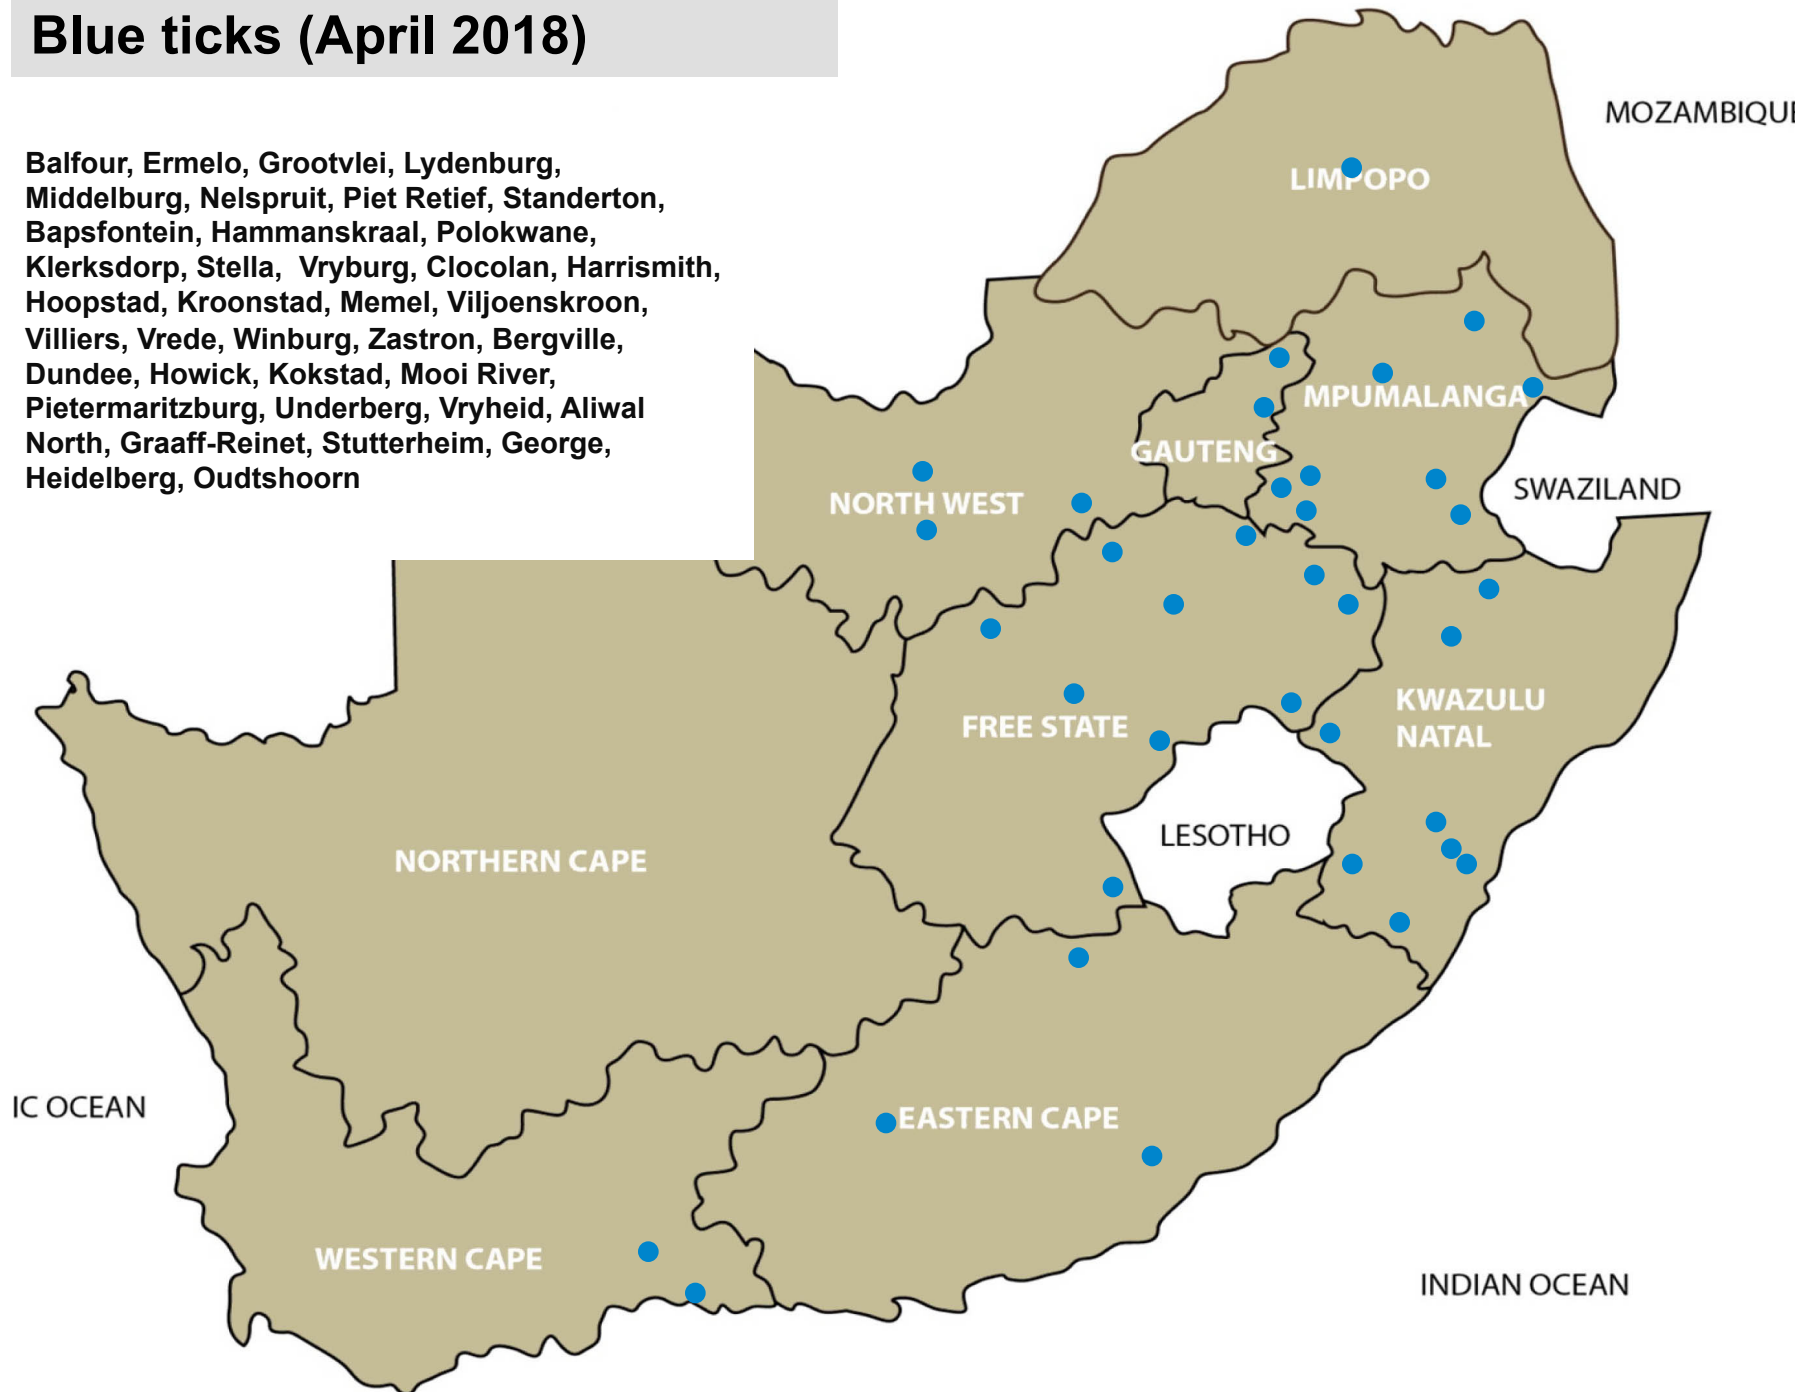 Blue ticks (April 2018)
Balfour, Ermelo, Grootvlei, Lydenburg,
Middelburg, Nelspruit, Piet Retief, Standerton,
Bapsfontein, Hammanskraal, Polokwane,
Klerksdorp, Stella, Vryburg, Clocolan, Harrismith,
Hoopstad, Kroonstad, Memel, Viljoenskroon,
Villiers, Vrede, Winburg, Zastron, Bergville,
Dundee, Howick, Kokstad, Mooi River,
Pietermaritzburg, Underberg, Vryheid, Aliwal
North, Graaff-Reinet, Stutterheim, George,
Heidelberg, Oudtshoorn
MOZAMBIQUE
LIMPOPO
MPUMALANGA
GAUTENG
SWAZILAND
NORTH WEST
KWAZULU
NATAL
FREE STATE
LESOTHO
NORTHERN CAPE
IC OCEAN
EASTERN CAPE
WESTERN CAPE
INDIAN OCEAN